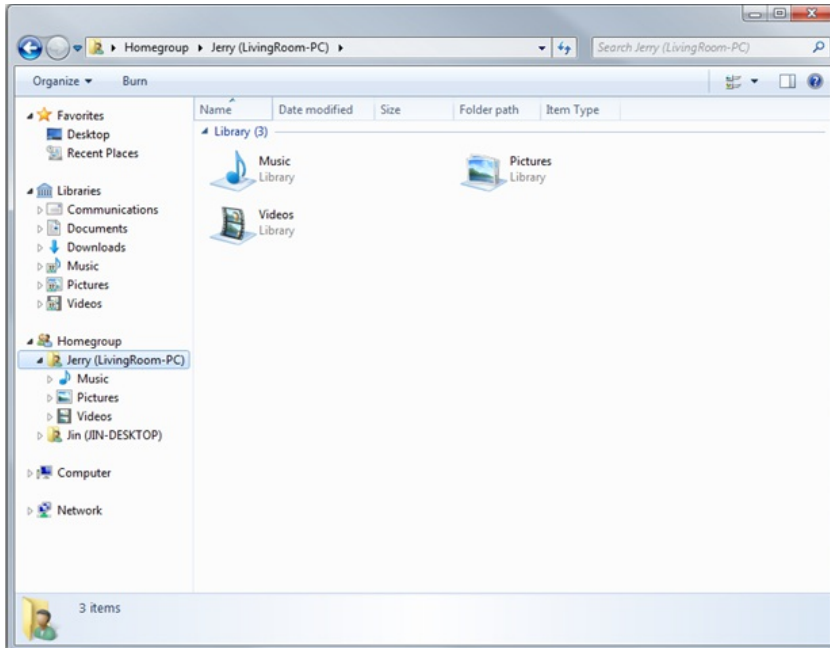 Homegroup Jerry (LivingRoom-PC)
Search Jerry (LivingRoom-PC)
Organize Burn
Favorites
Desktop
Recent Places
Libraries
Communications
Documents
Downloads
Music
Pictures
Videos
Homegroup
Jerry (LivingRoom-PC)
Music
Pictures
Videos
Jin (JIN-DESKTOP)
Computer
Network
Name Date modified Size Folder path Item Type
Library (3)
Music
Library
Pictures
Library
Videos
Library
3 items